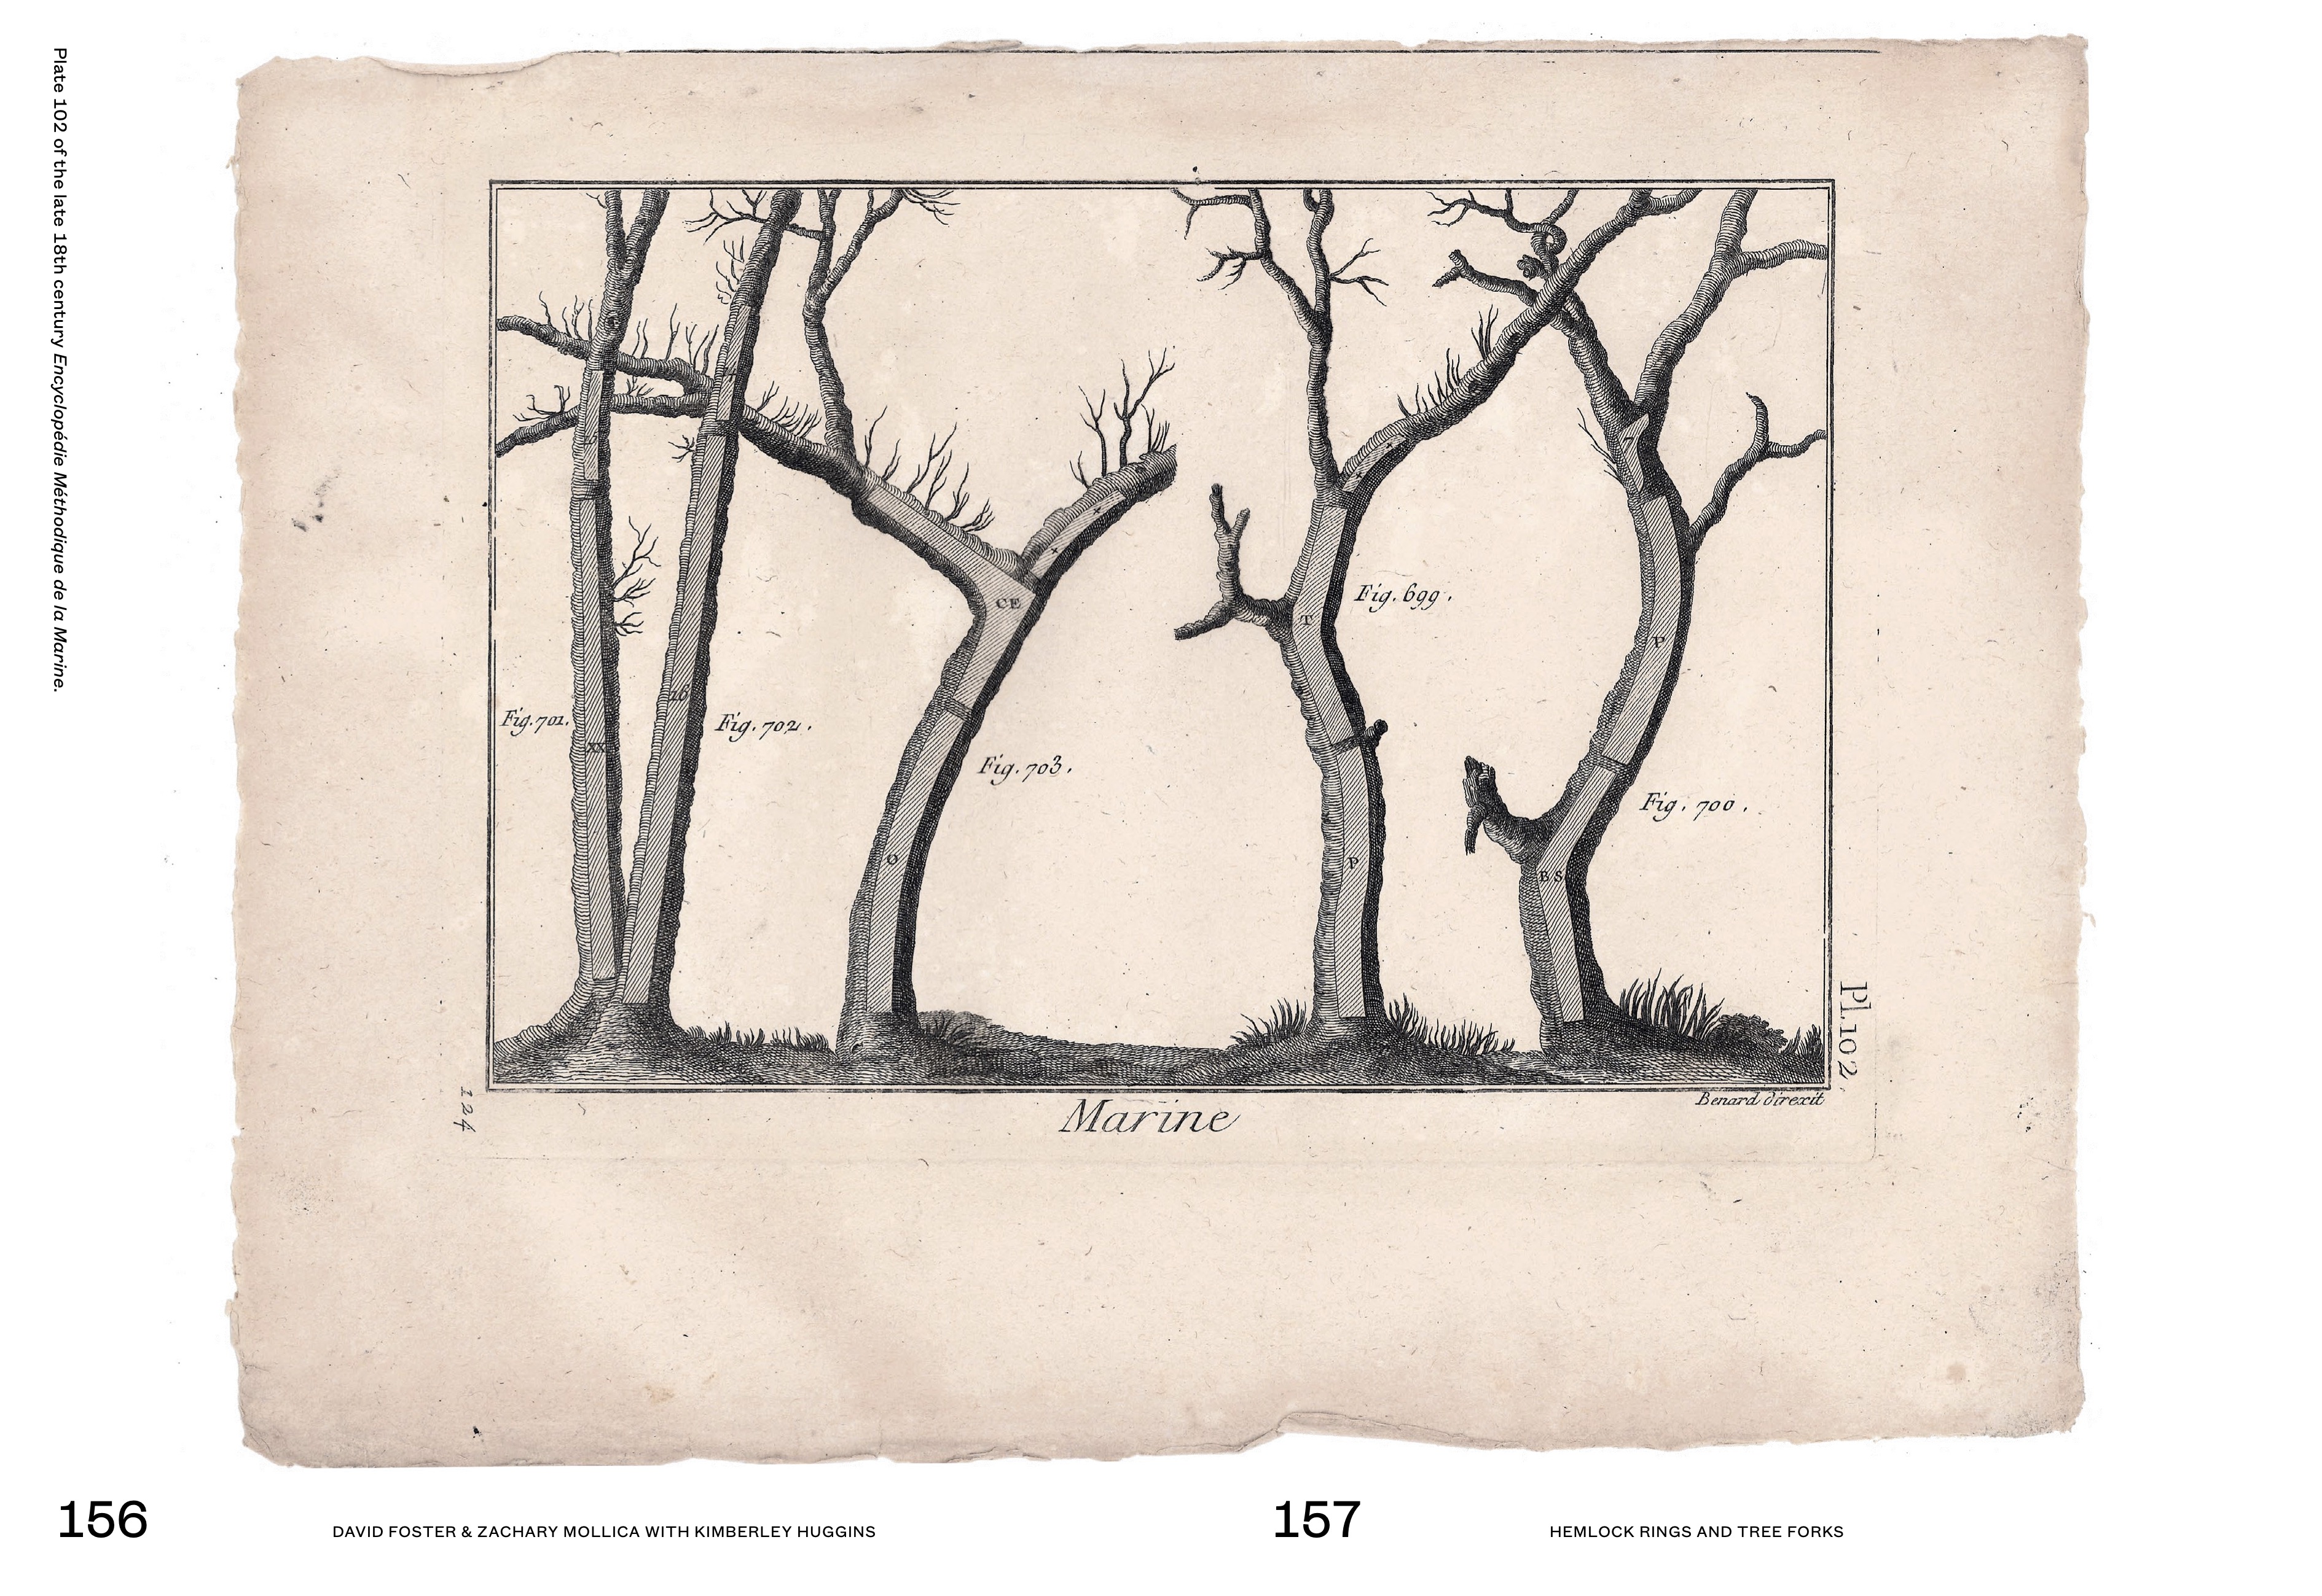 Plate 102 of the late 18th century Encyclopédie Méthodique de la Marine.
CE
Fig. 699.
T
P
16
Fig. 701.
Fig. 702.
XX
Fig. 703.
Fig. 700.
O
P
BS
Pl. 102.
124
Marine
Benard direxit
156
DAVID FOSTER & ZACHARY MOLLICA WITH KIMBERLEY HUGGINS
157
HEMLOCK RINGS AND TREE FORKS